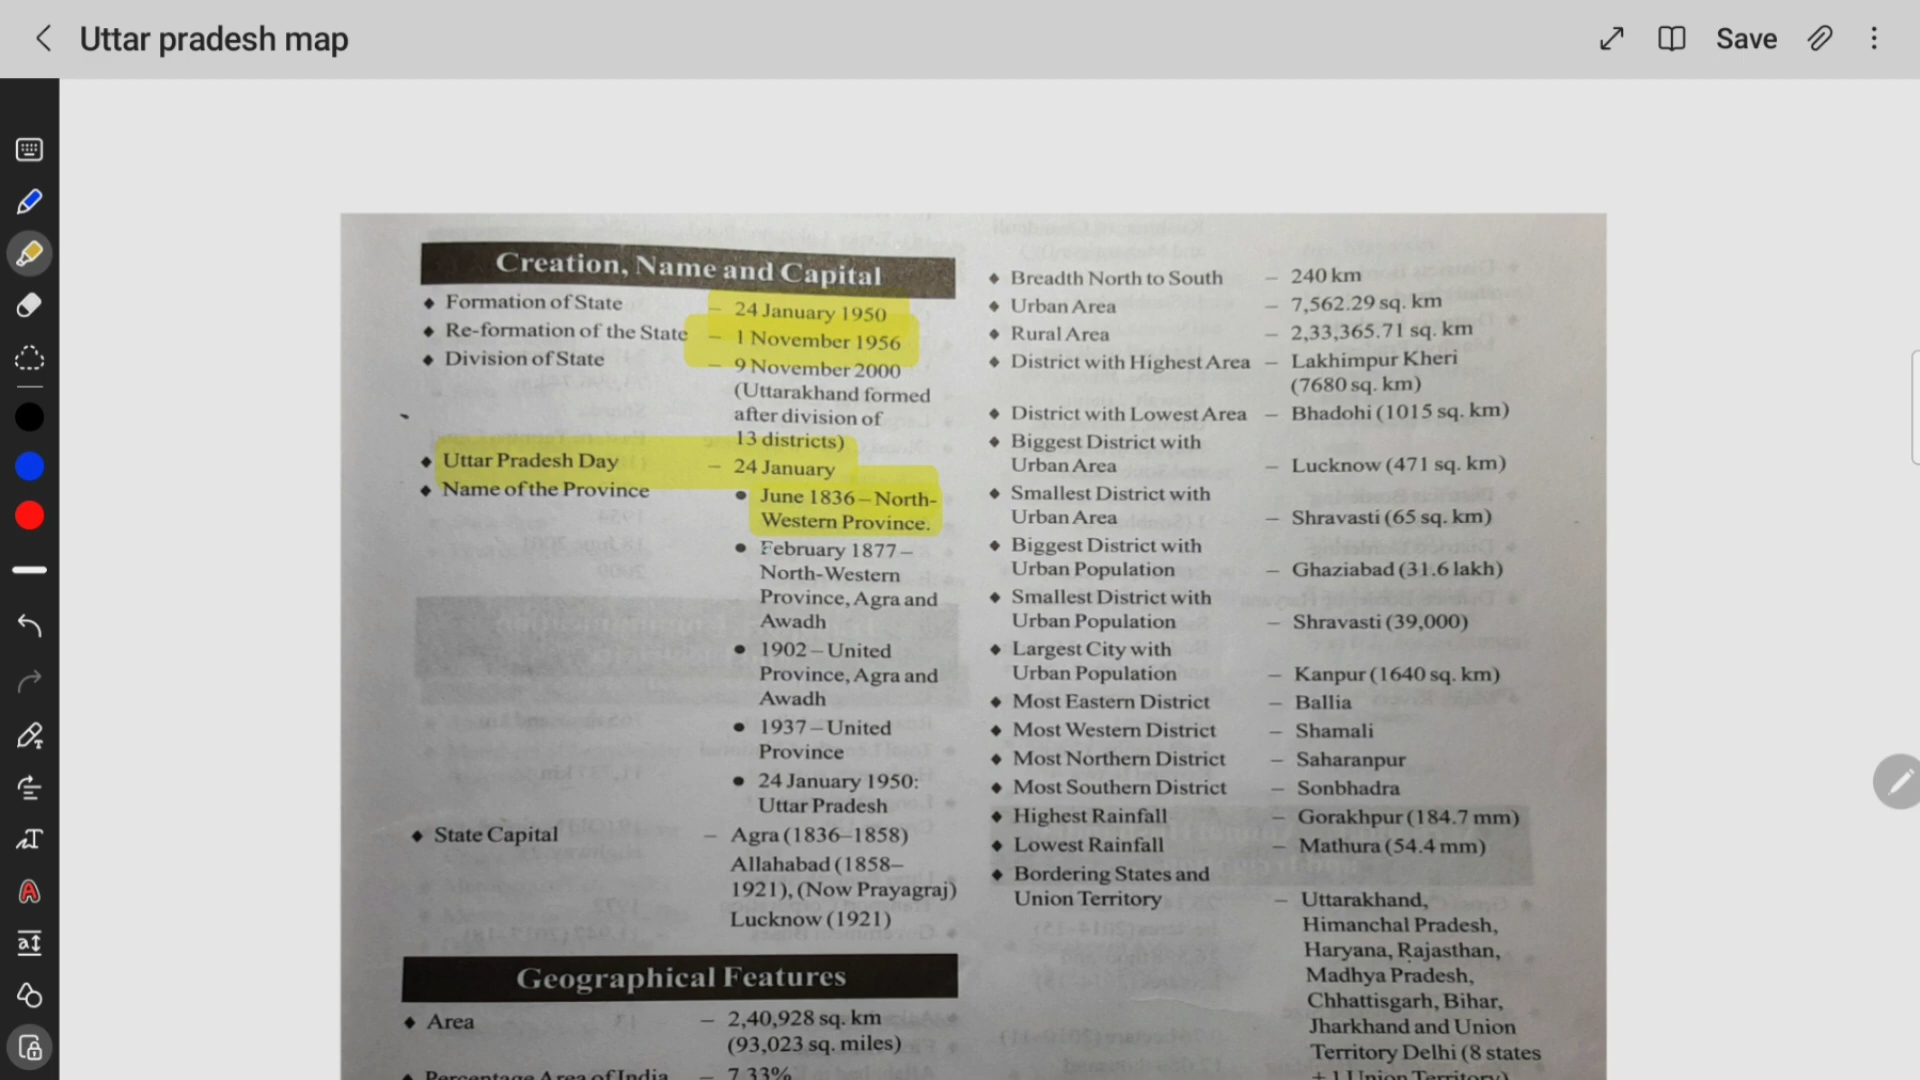 Uttar pradesh map
Save
Creation, Name and Capital
Formation of State – 24 January 1950
Re-formation of the State – 1 November 1956
Division of State – 9 November 2000
(Uttarakhand formed
after division of
13 districts)
Uttar Pradesh Day – 24 January
Name of the Province • June 1836 – North-
Western Province.
• February 1877 –
North-Western
Province, Agra and
Awadh
• 1902 – United
Province, Agra and
Awadh
• 1937 – United
Province
• 24 January 1950:
Uttar Pradesh
State Capital – Agra (1836–1858)
Allahabad (1858–
1921), (Now Prayagraj)
Lucknow (1921)
Geographical Features
Area – 2,40,928 sq. km
(93,023 sq. miles)
Percentage Area of India – 7.33%
Breadth North to South – 240 km
Urban Area – 7,562.29 sq. km
Rural Area – 2,33,365.71 sq. km
District with Highest Area – Lakhimpur Kheri
(7680 sq. km)
District with Lowest Area – Bhadohi (1015 sq. km)
Biggest District with
Urban Area – Lucknow (471 sq. km)
Smallest District with
Urban Area – Shravasti (65 sq. km)
Biggest District with
Urban Population – Ghaziabad (31.6 lakh)
Smallest District with
Urban Population – Shravasti (39,000)
Largest City with
Urban Population – Kanpur (1640 sq. km)
Most Eastern District – Ballia
Most Western District – Shamali
Most Northern District – Saharanpur
Most Southern District – Sonbhadra
Highest Rainfall – Gorakhpur (184.7 mm)
Lowest Rainfall – Mathura (54.4 mm)
Bordering States and
Union Territory – Uttarakhand,
Himanchal Pradesh,
Haryana, Rajasthan,
Madhya Pradesh,
Chhattisgarh, Bihar,
Jharkhand and Union
Territory Delhi (8 states
+ 1 Union Territory)